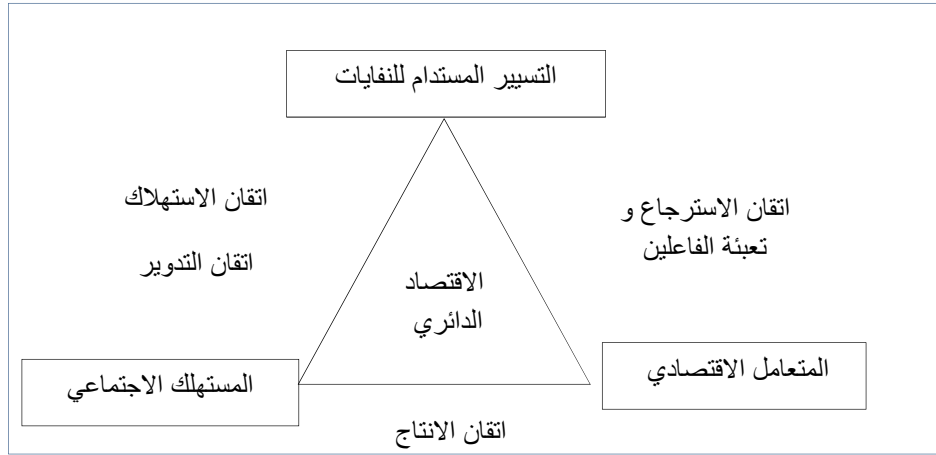 التسيير المستدام للنفايات
اتقان الاسترجاع و
تعبئة الفاعلين
اتقان الاستهلاك
اتقان التدوير
الاقتصاد
الدائري
المتعامل الاقتصادي
المستهلك الاجتماعي
اتقان الانتاج